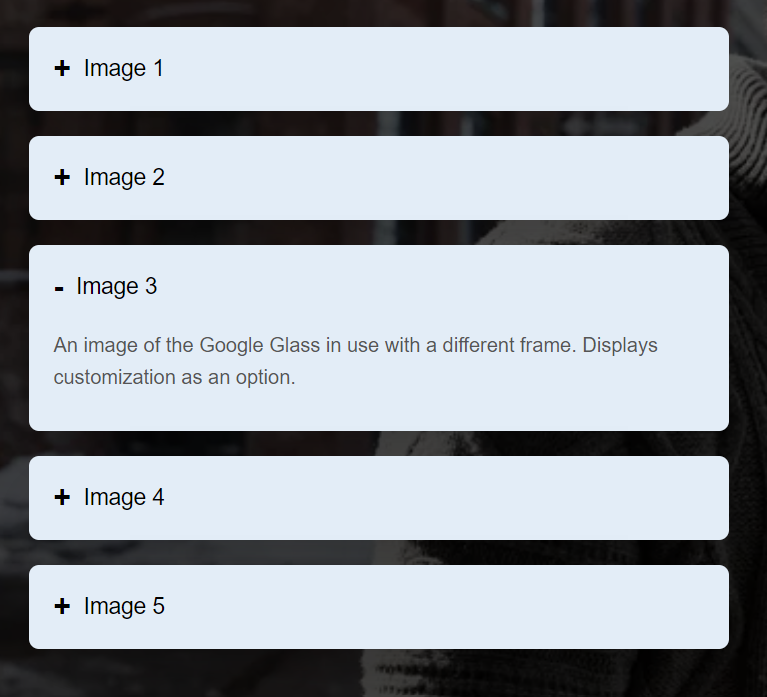 + Image 1
+ Image 2
- Image 3
An image of the Google Glass in use with a different frame. Displays
customization as an option.
+ Image 4
+ Image 5